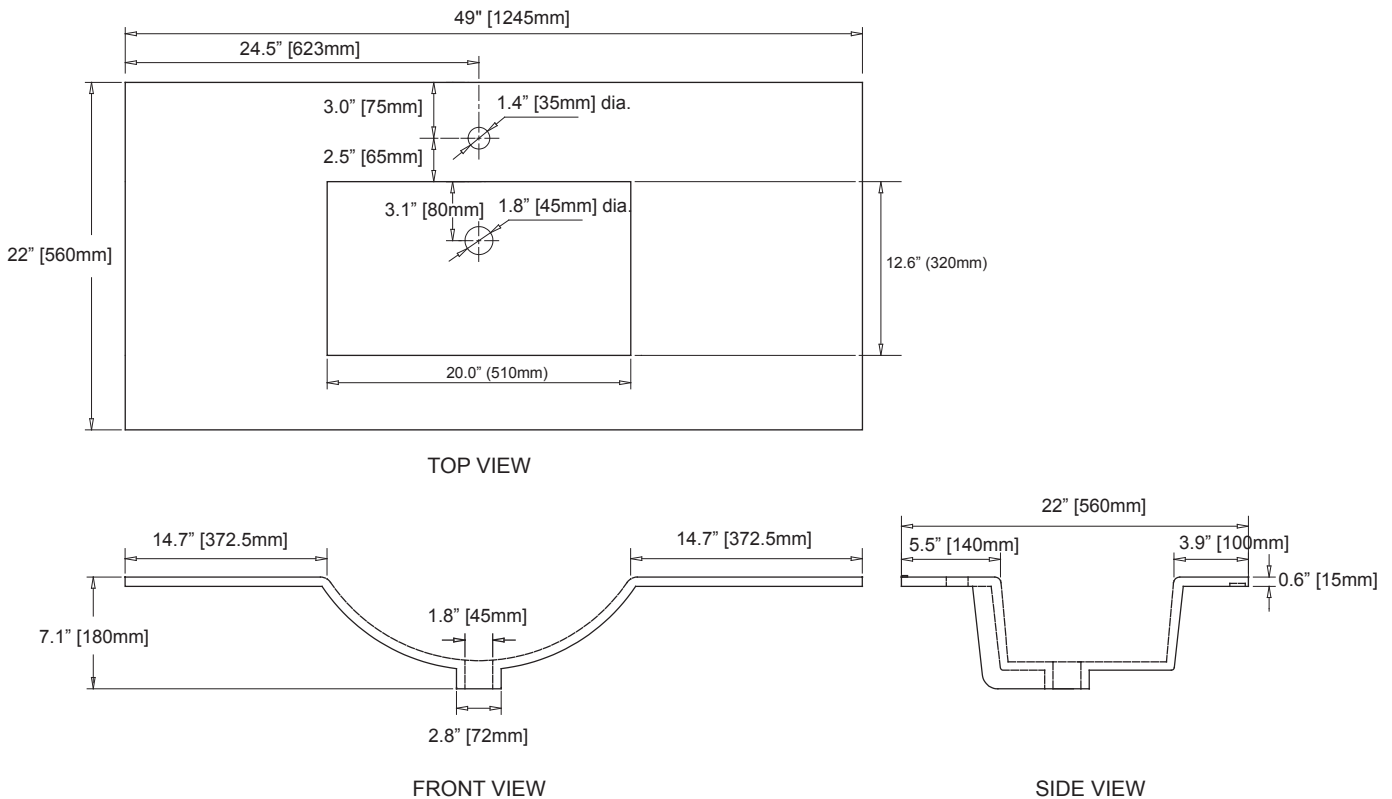 49" [1245mm]
24.5” [623mm]
3.0” [75mm]
1.4” [35mm] dia.
2.5” [65mm]
3.1” [80mm]
1.8” [45mm] dia.
22” [560mm]
12.6” (320mm)
20.0” (510mm)
TOP VIEW
14.7” [372.5mm]
14.7” [372.5mm]
22” [560mm]
5.5” [140mm]
3.9” [100mm]
0.6” [15mm]
1.8” [45mm]
7.1” [180mm]
2.8” [72mm]
FRONT VIEW
SIDE VIEW